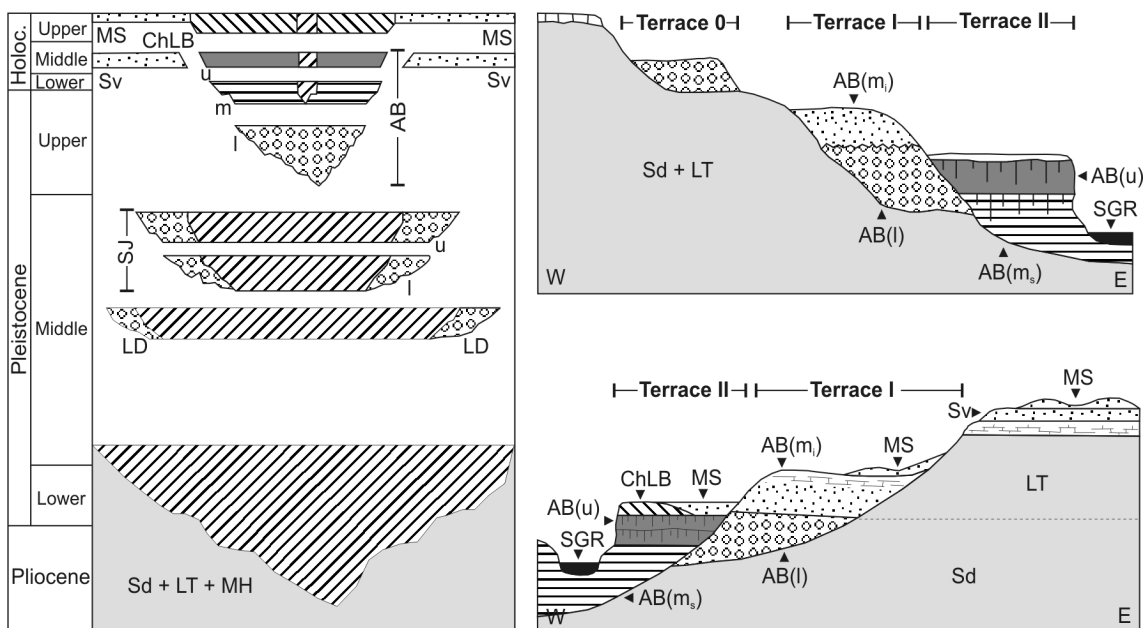 Holoc.
Upper
Middle
Lower
Pleistocene
Upper
Middle
Lower
Pliocene
MS
ChLB
MS
Sv
u
Sv
m
AB
l
SJ
u
l
LD
LD
Sd + LT + MH
Terrace 0
Terrace I
Terrace II
AB(mᵢ)
Sd + LT
AB(u)
SGR
AB(l)
AB(mₛ)
W
E
Terrace II
Terrace I
MS
Sv
AB(mᵢ)
MS
ChLB
MS
LT
AB(u)
SGR
AB(l)
Sd
AB(mₛ)
W
E